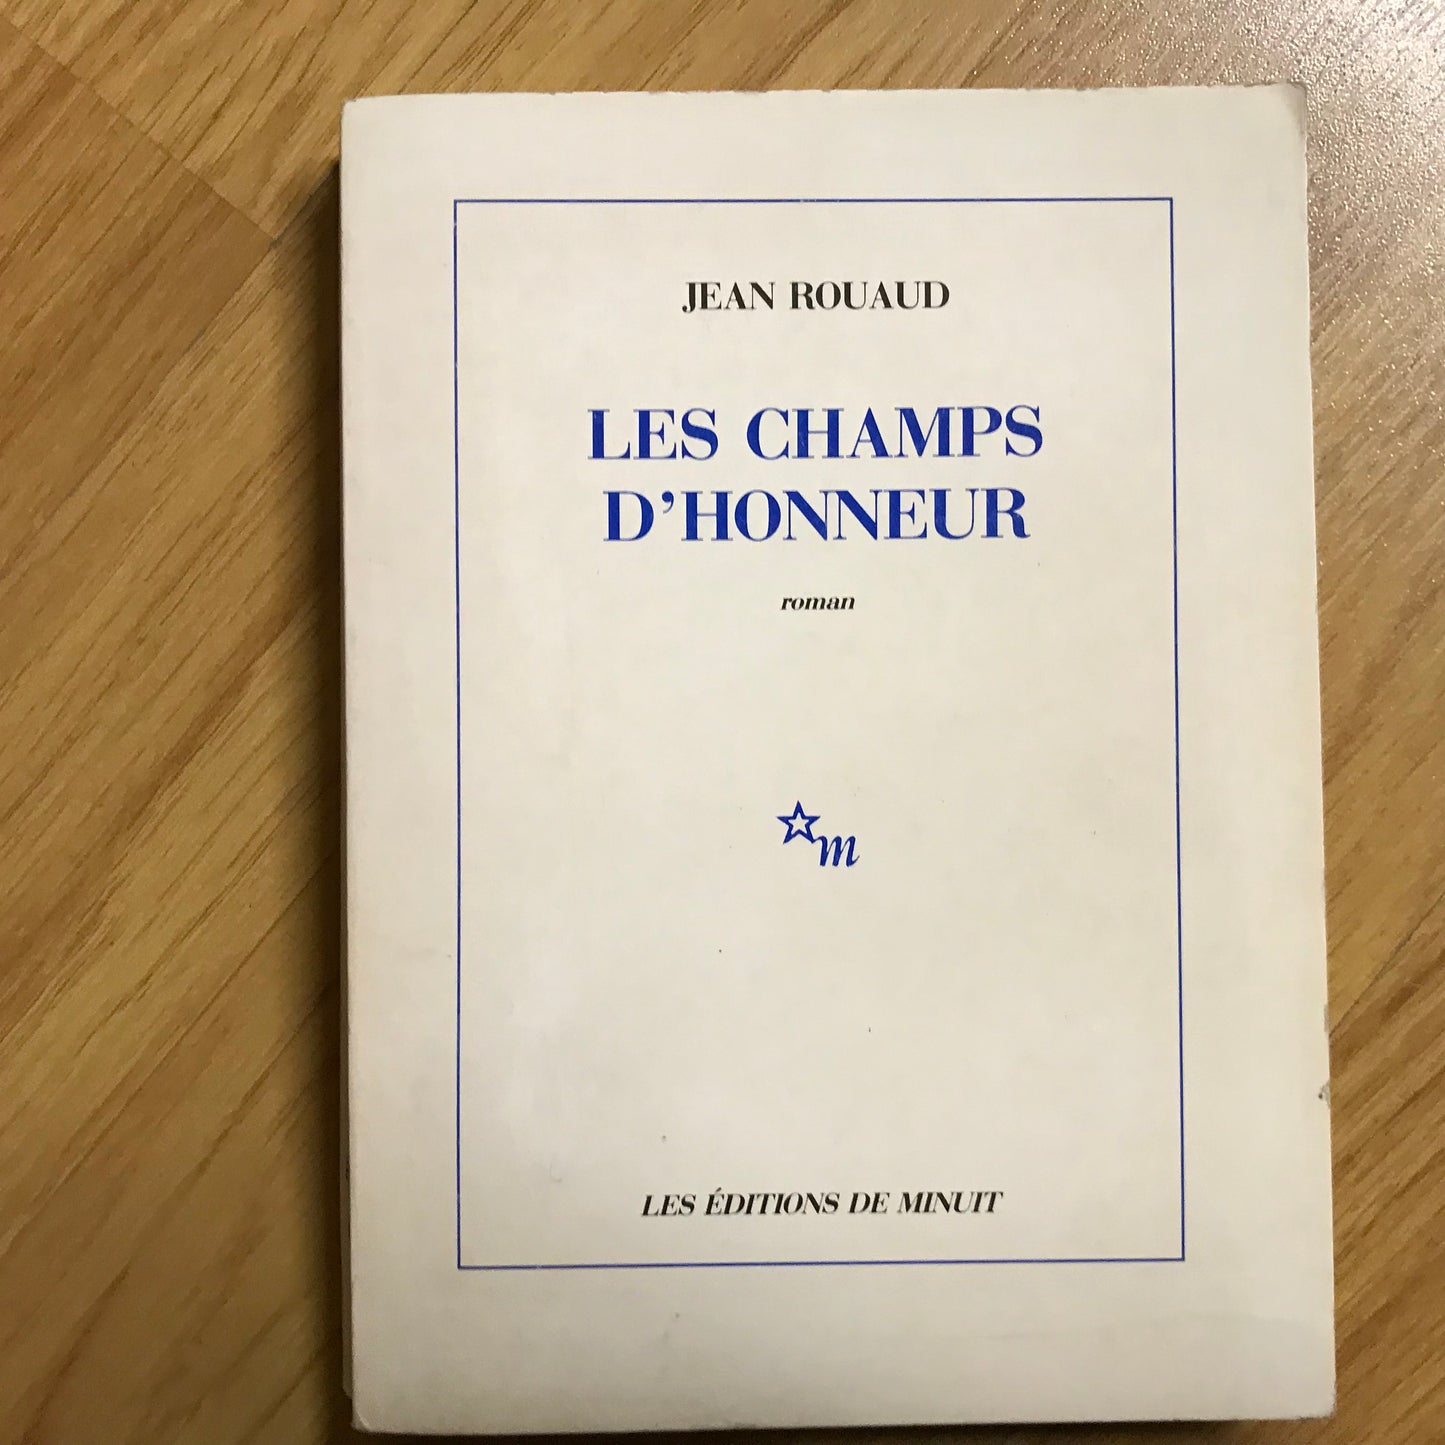 JEAN ROUAUD
LES CHAMPS
D’HONNEUR
roman
m
LES ÉDITIONS DE MINUIT